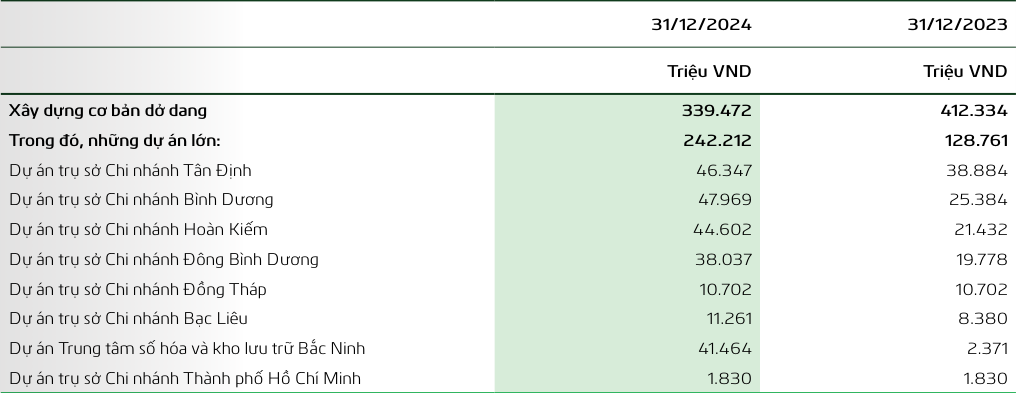 31/12/2024 31/12/2023
Triệu VND Triệu VND
Xây dựng cơ bản dở dang 339.472 412.334
Trong đó, những dự án lớn: 242.212 128.761
Dự án trụ sở Chi nhánh Tân Định 46.347 38.884
Dự án trụ sở Chi nhánh Bình Dương 47.969 25.384
Dự án trụ sở Chi nhánh Hoàn Kiếm 44.602 21.432
Dự án trụ sở Chi nhánh Đông Bình Dương 38.037 19.778
Dự án trụ sở Chi nhánh Đồng Tháp 10.702 10.702
Dự án trụ sở Chi nhánh Bạc Liêu 11.261 8.380
Dự án Trung tâm số hóa và kho lưu trữ Bắc Ninh 41.464 2.371
Dự án trụ sở Chi nhánh Thành phố Hồ Chí Minh 1.830 1.830